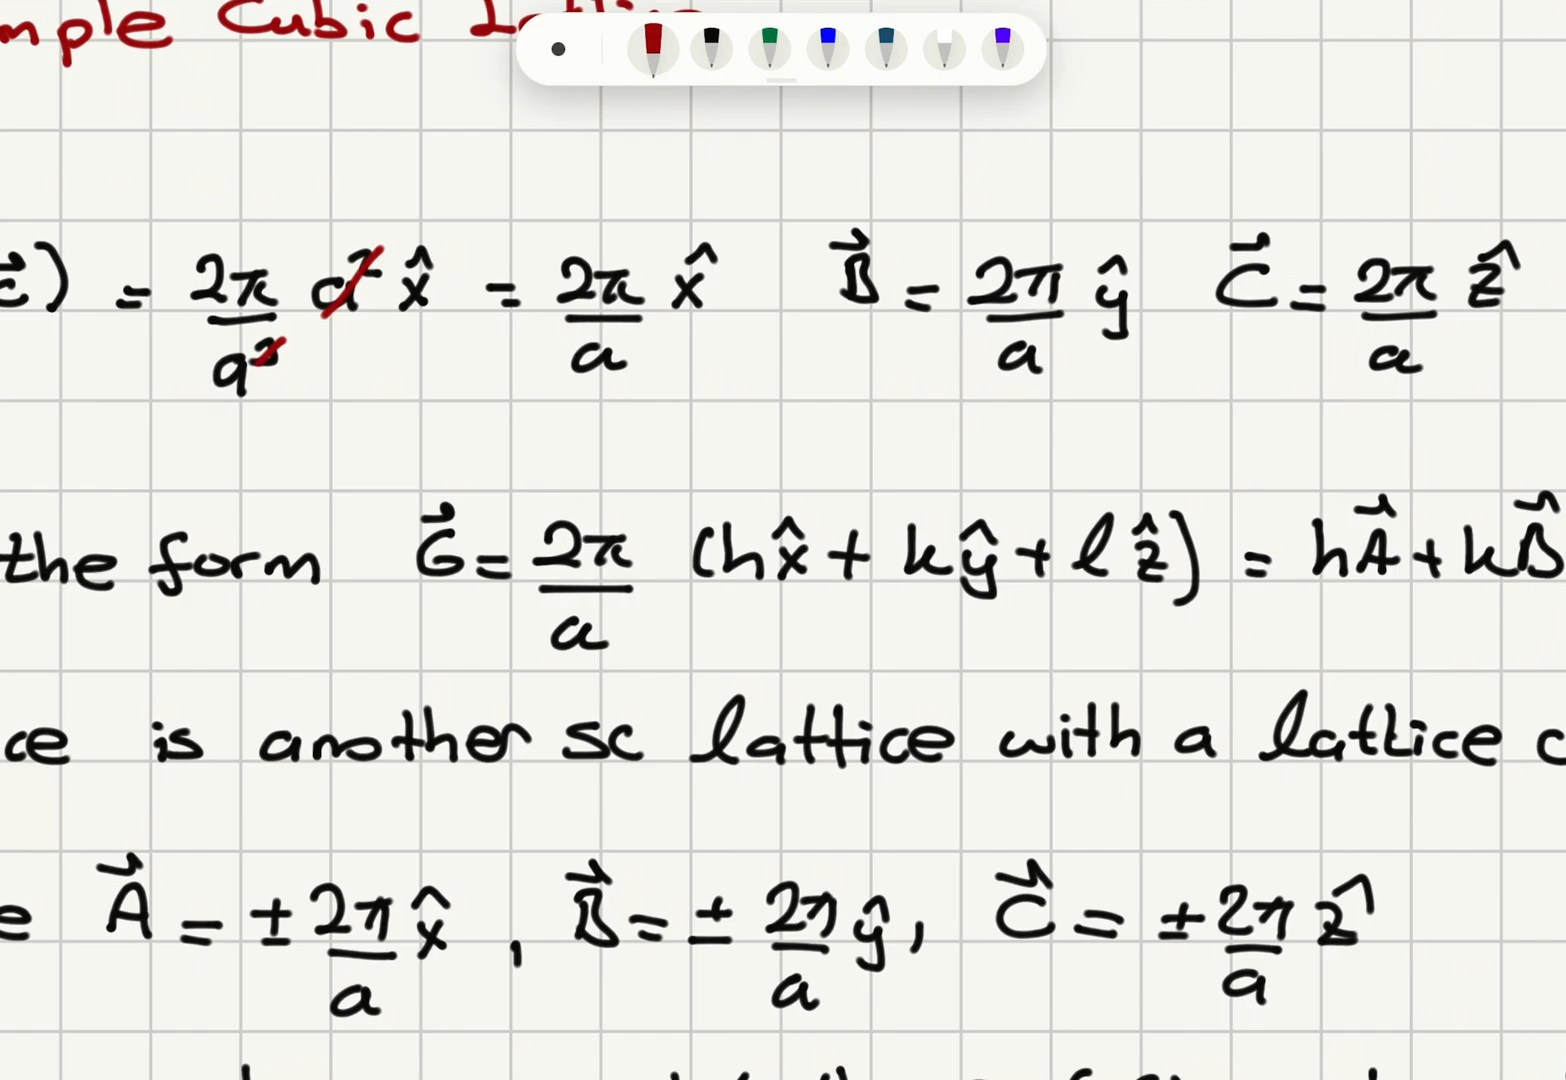 mple Cubic
c⃗) = 2π/a³ a² x̂ = 2π/a x̂ B⃗ = 2π/a ŷ C⃗ = 2π/a ẑ
the form G⃗ = 2π/a (hx̂ + kŷ + lẑ) = hA⃗ + kB⃗
ce is another sc lattice with a lattice c
e A⃗ = ± 2π/a x̂ , B⃗ = ± 2π/a ŷ, C⃗ = ± 2π/a ẑ